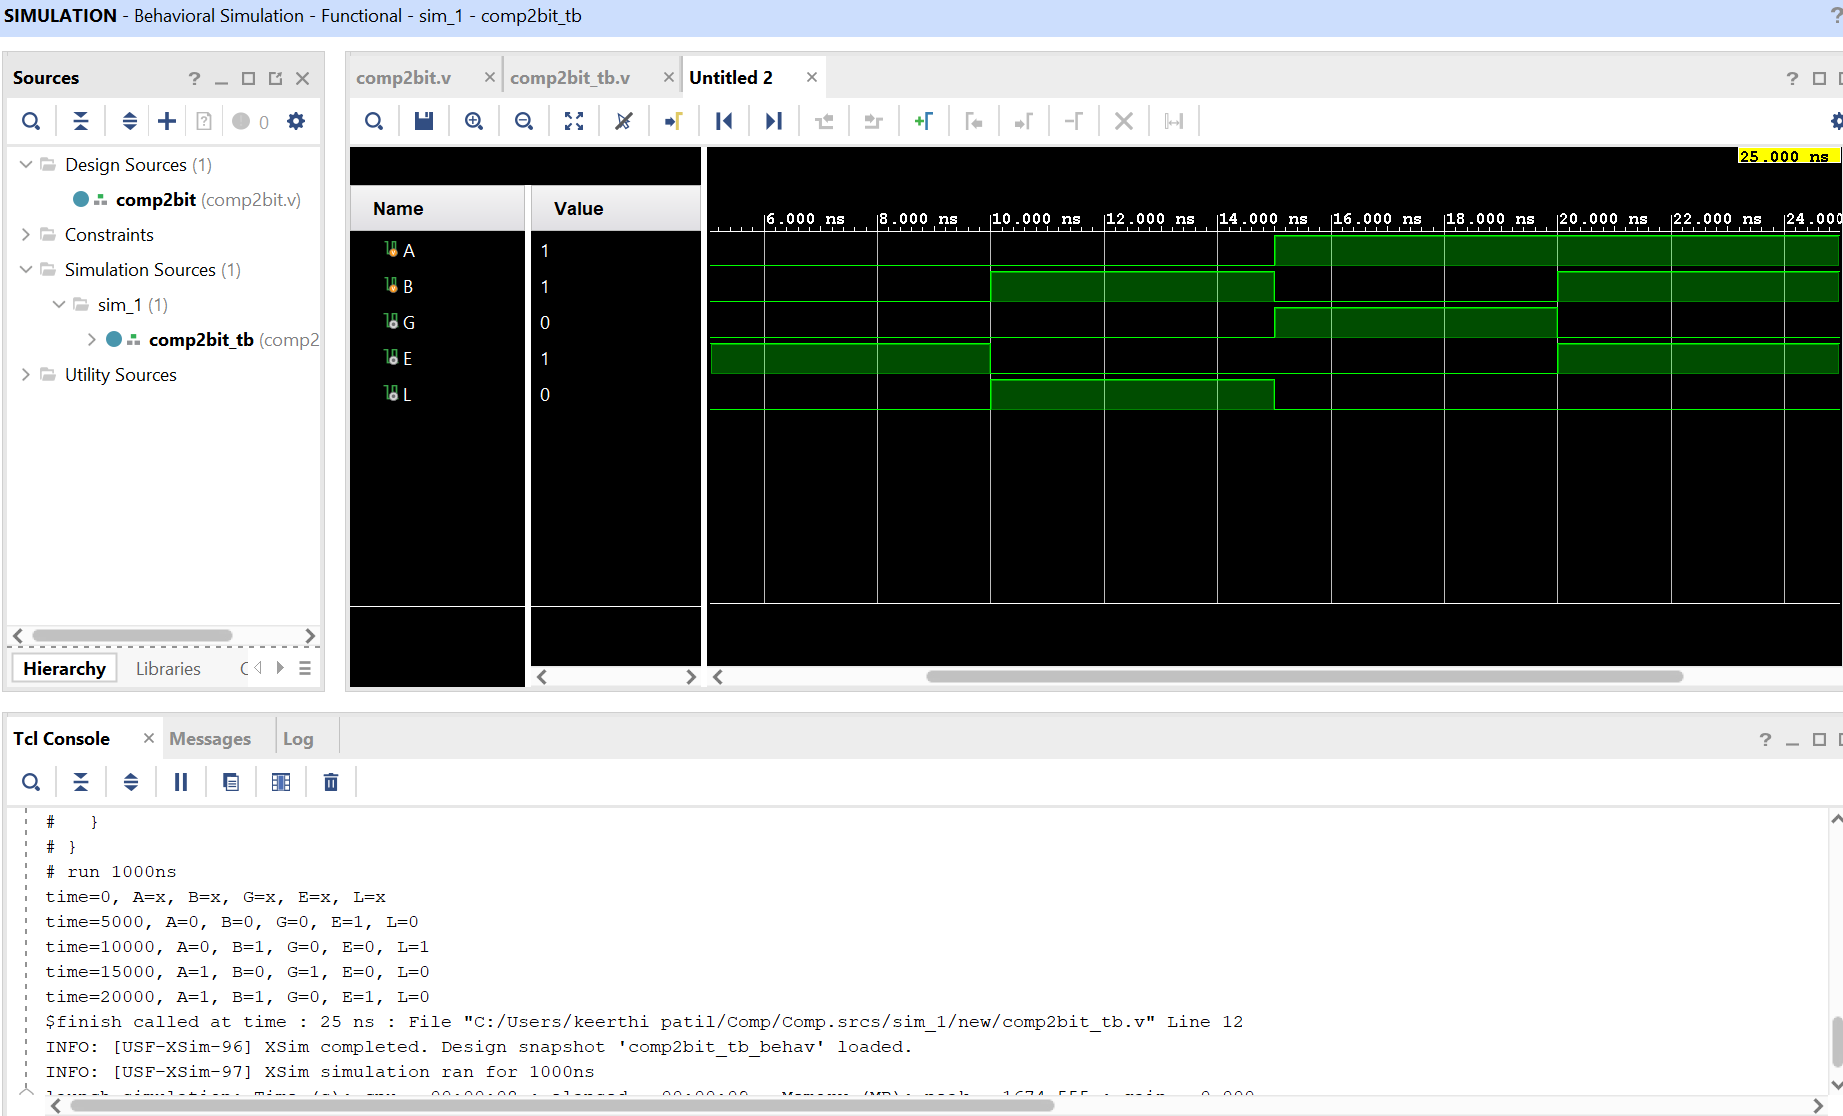 SIMULATION - Behavioral Simulation - Functional - sim_1 - comp2bit_tb
?
Sources
?
0
Design Sources (1)
comp2bit (comp2bit.v)
Constraints
Simulation Sources (1)
sim_1 (1)
comp2bit_tb (comp2
Utility Sources
Hierarchy
Libraries
comp2bit.v
comp2bit_tb.v
Untitled 2
?
25.000 ns
Name
Value
6.000 ns
8.000 ns
10.000 ns
12.000 ns
14.000 ns
16.000 ns
18.000 ns
20.000 ns
22.000 ns
24.000
A 1
B 1
G 0
E 1
L 0
Tcl Console
Messages
Log
?
# }
# }
# run 1000ns
time=0, A=x, B=x, G=x, E=x, L=x
time=5000, A=0, B=0, G=0, E=1, L=0
time=10000, A=0, B=1, G=0, E=0, L=1
time=15000, A=1, B=0, G=1, E=0, L=0
time=20000, A=1, B=1, G=0, E=1, L=0
$finish called at time : 25 ns : File "C:/Users/keerthi patil/Comp/Comp.srcs/sim_1/new/comp2bit_tb.v" Line 12
INFO: [USF-XSim-96] XSim completed. Design snapshot 'comp2bit_tb_behav' loaded.
INFO: [USF-XSim-97] XSim simulation ran for 1000ns